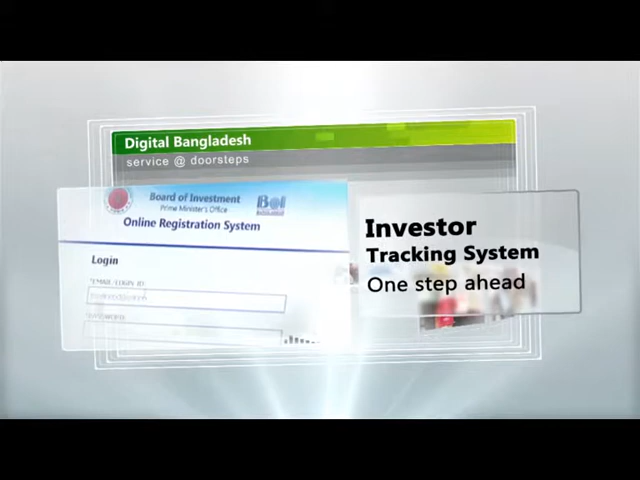 Digital Bangladesh
service @ doorsteps
Board of Investment
Prime Minister's Office
BoI
Online Registration System
Login
Investor
Tracking System
One step ahead